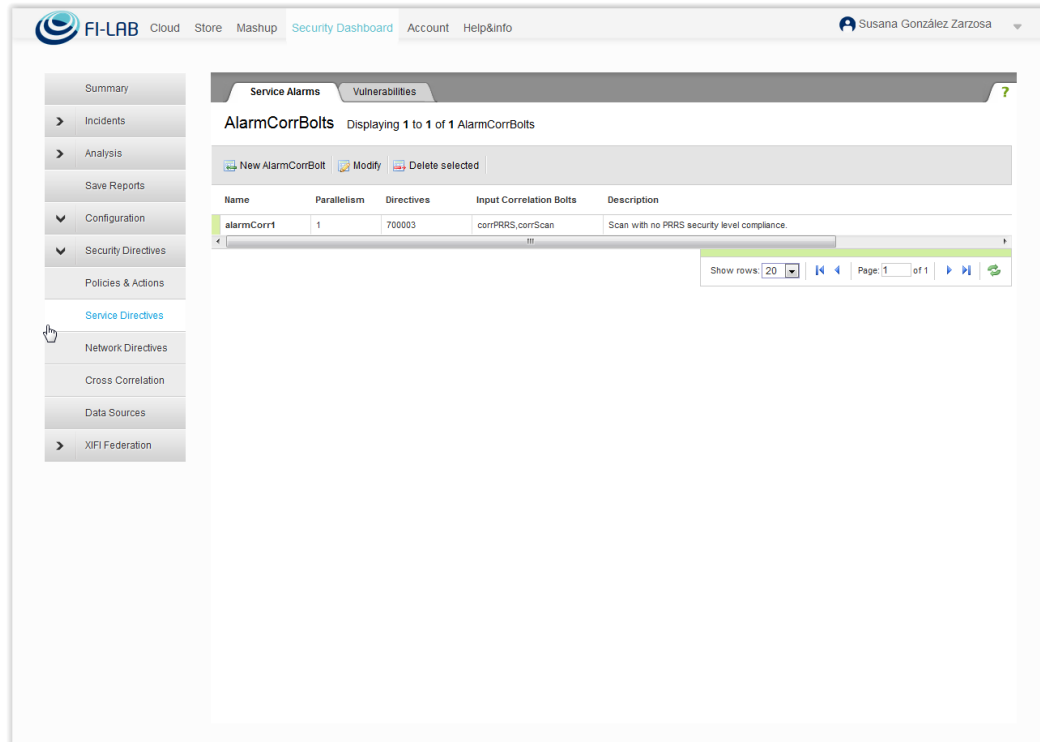 FI-LAB Cloud Store Mashup Security Dashboard Account Help&info Susana González Zarzosa
Summary
Incidents
Analysis
Save Reports
Configuration
Security Directives
Policies & Actions
Service Directives
Network Directives
Cross Correlation
Data Sources
XIFI Federation
Service Alarms Vulnerabilities ?
AlarmCorrBolts Displaying 1 to 1 of 1 AlarmCorrBolts
New AlarmCorrBolt Modify Delete selected
Name Parallelism Directives Input Correlation Bolts Description
alarmCorr1 1 700003 corrPRRS,corrScan Scan with no PRRS security level compliance.
Show rows: 20 Page: 1 of 1